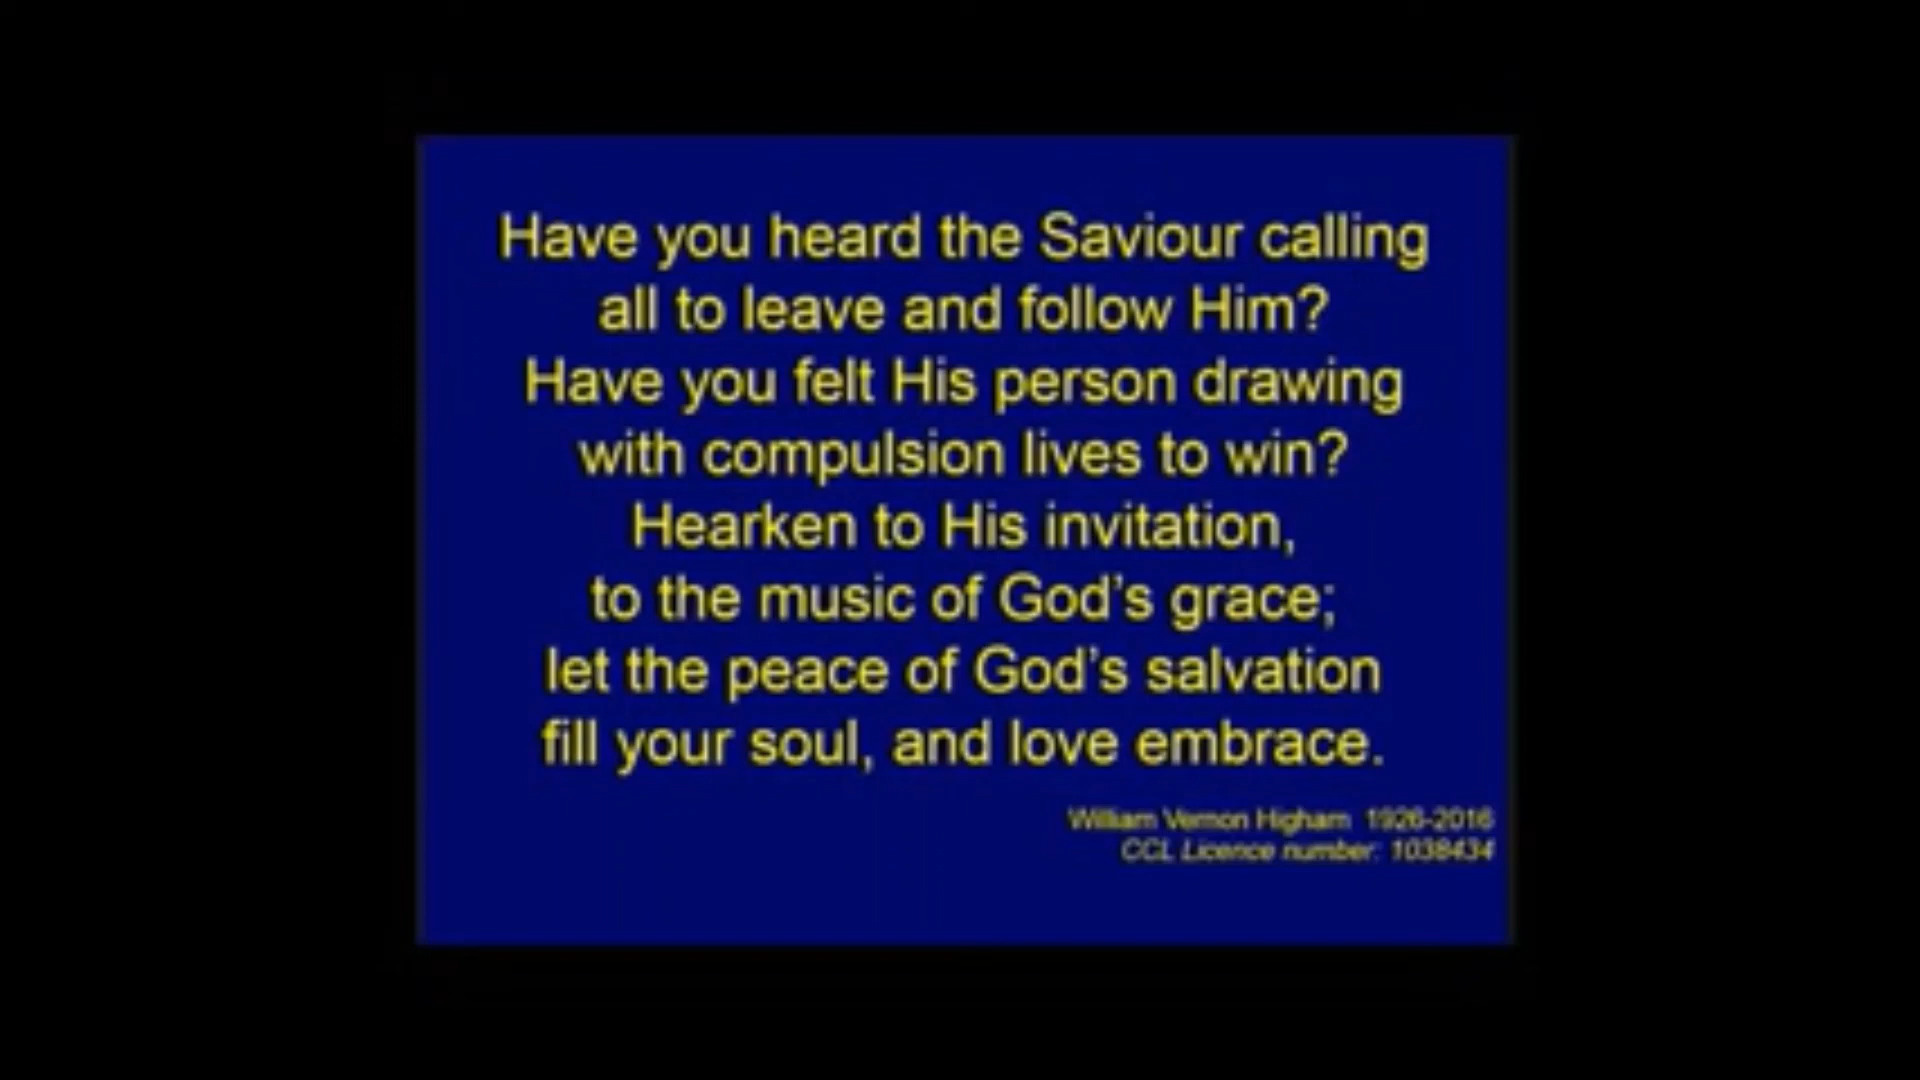 Have you heard the Saviour calling
all to leave and follow Him?
Have you felt His person drawing
with compulsion lives to win?
Hearken to His invitation,
to the music of God’s grace;
let the peace of God’s salvation
fill your soul, and love embrace.
William Vernon Higham 1926-2016
CCL Licence number: 1038434